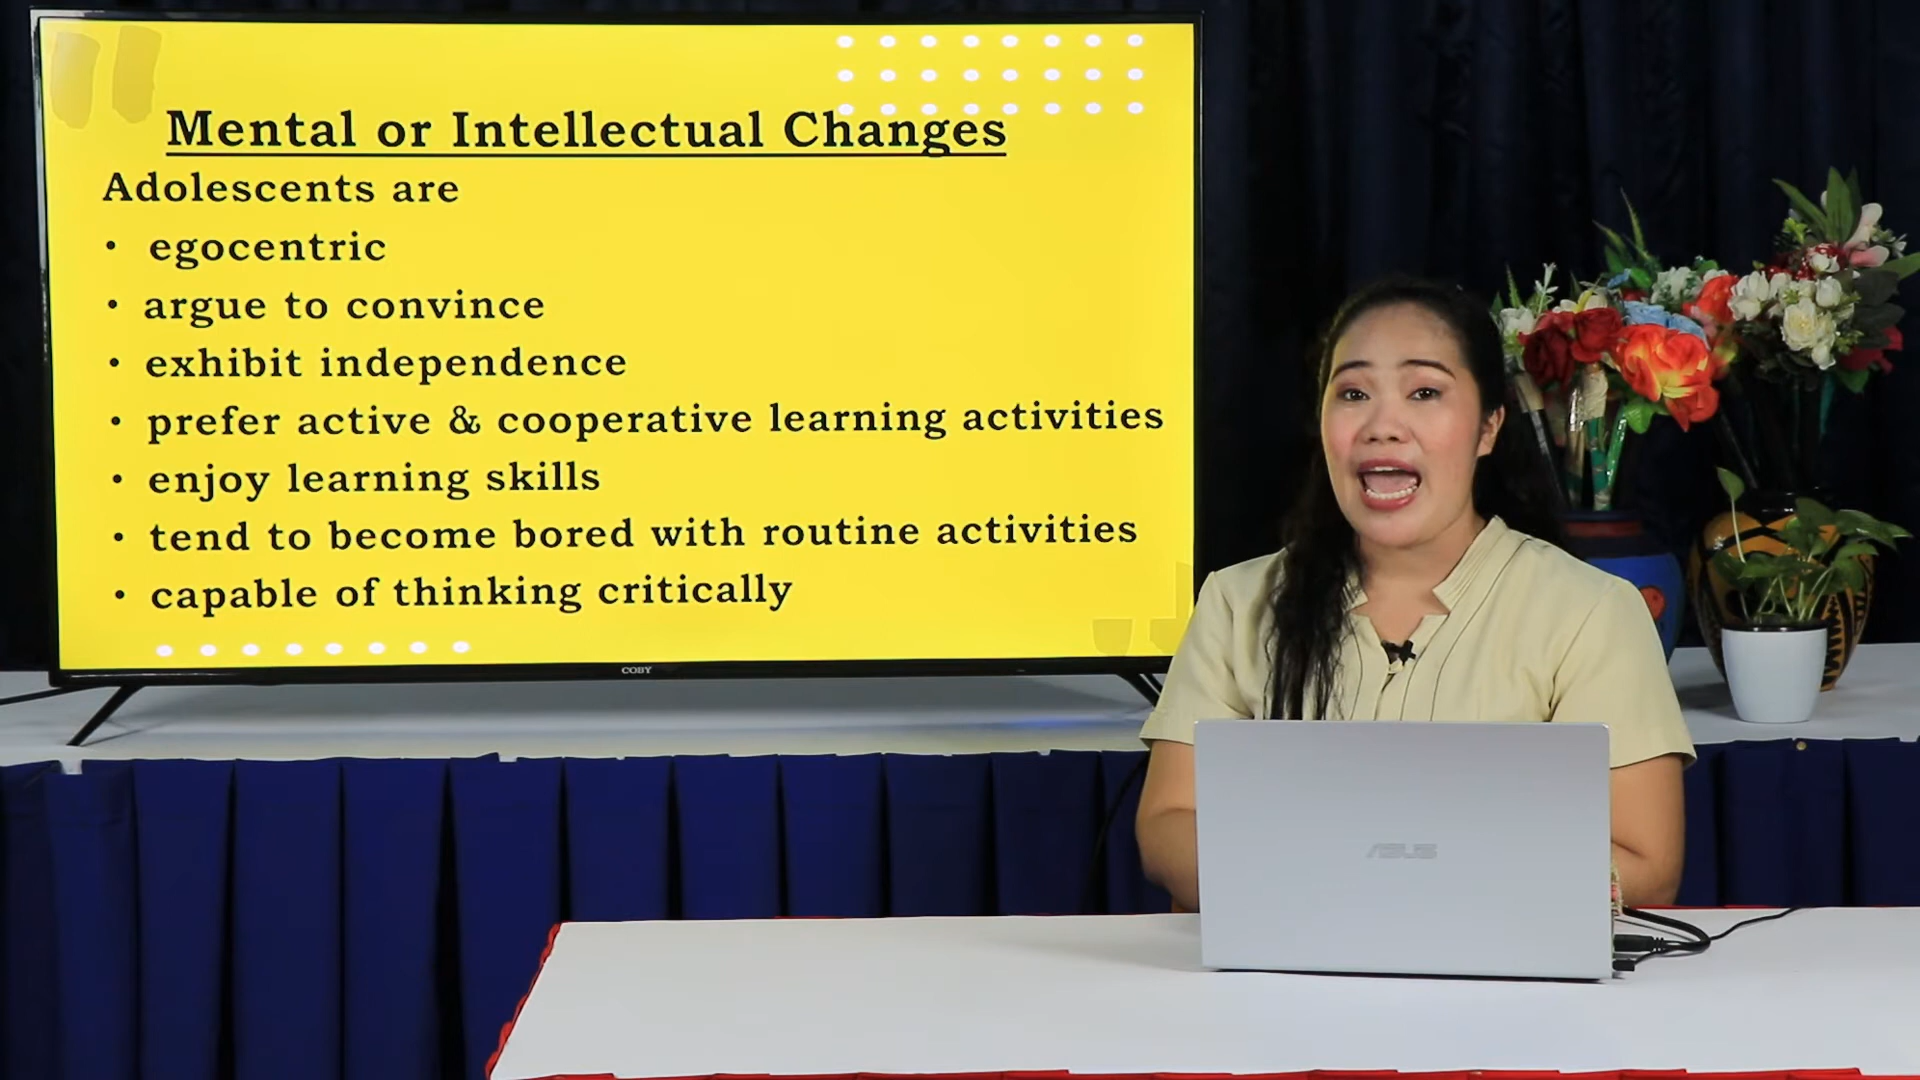 Mental or Intellectual Changes
Adolescents are
• egocentric
• argue to convince
• exhibit independence
• prefer active & cooperative learning activities
• enjoy learning skills
• tend to become bored with routine activities
• capable of thinking critically
COBY
ASUS